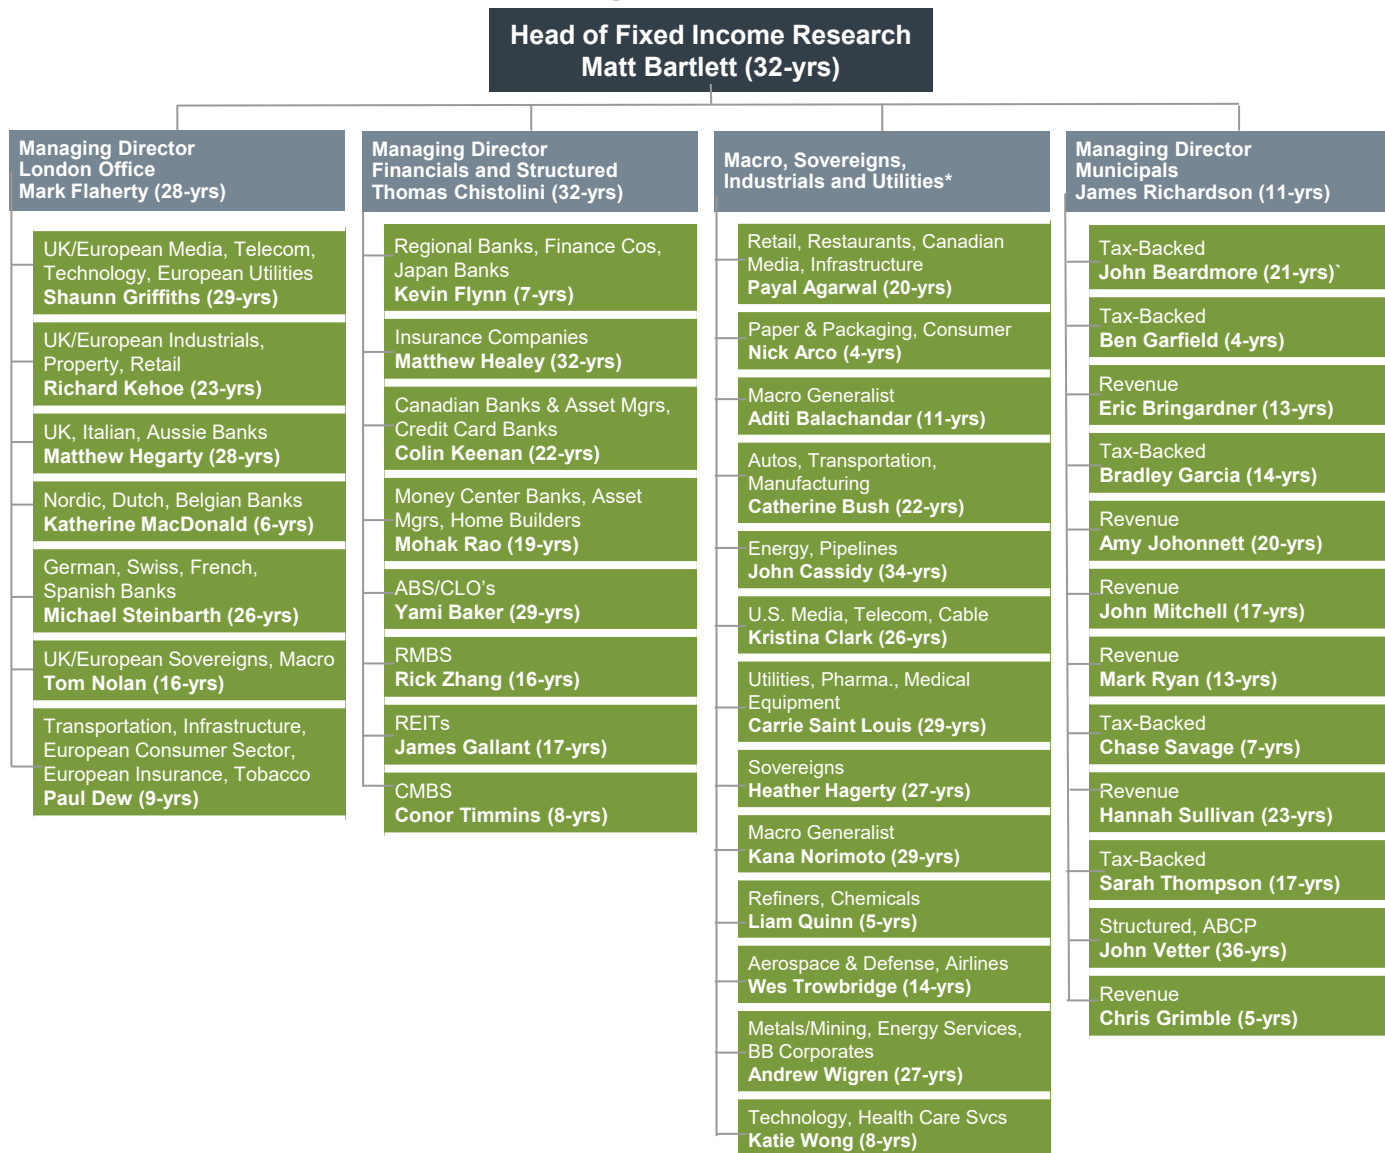 Head of Fixed Income Research
Matt Bartlett (32-yrs)
Managing Director
London Office
Mark Flaherty (28-yrs)
UK/European Media, Telecom,
Technology, European Utilities
Shaunn Griffiths (29-yrs)
UK/European Industrials,
Property, Retail
Richard Kehoe (23-yrs)
UK, Italian, Aussie Banks
Matthew Hegarty (28-yrs)
Nordic, Dutch, Belgian Banks
Katherine MacDonald (6-yrs)
German, Swiss, French,
Spanish Banks
Michael Steinbarth (26-yrs)
UK/European Sovereigns, Macro
Tom Nolan (16-yrs)
Transportation, Infrastructure,
European Consumer Sector,
European Insurance, Tobacco
Paul Dew (9-yrs)
Managing Director
Financials and Structured
Thomas Chistolini (32-yrs)
Regional Banks, Finance Cos,
Japan Banks
Kevin Flynn (7-yrs)
Insurance Companies
Matthew Healey (32-yrs)
Canadian Banks & Asset Mgrs,
Credit Card Banks
Colin Keenan (22-yrs)
Money Center Banks, Asset
Mgrs, Home Builders
Mohak Rao (19-yrs)
ABS/CLO’s
Yami Baker (29-yrs)
RMBS
Rick Zhang (16-yrs)
REITs
James Gallant (17-yrs)
CMBS
Conor Timmins (8-yrs)
Macro, Sovereigns,
Industrials and Utilities*
Retail, Restaurants, Canadian
Media, Infrastructure
Payal Agarwal (20-yrs)
Paper & Packaging, Consumer
Nick Arco (4-yrs)
Macro Generalist
Aditi Balachandar (11-yrs)
Autos, Transportation,
Manufacturing
Catherine Bush (22-yrs)
Energy, Pipelines
John Cassidy (34-yrs)
U.S. Media, Telecom, Cable
Kristina Clark (26-yrs)
Utilities, Pharma., Medical
Equipment
Carrie Saint Louis (29-yrs)
Sovereigns
Heather Hagerty (27-yrs)
Macro Generalist
Kana Norimoto (29-yrs)
Refiners, Chemicals
Liam Quinn (5-yrs)
Aerospace & Defense, Airlines
Wes Trowbridge (14-yrs)
Metals/Mining, Energy Services,
BB Corporates
Andrew Wigren (27-yrs)
Technology, Health Care Svcs
Katie Wong (8-yrs)
Managing Director
Municipals
James Richardson (11-yrs)
Tax-Backed
John Beardmore (21-yrs)`
Tax-Backed
Ben Garfield (4-yrs)
Revenue
Eric Bringardner (13-yrs)
Tax-Backed
Bradley Garcia (14-yrs)
Revenue
Amy Johonnett (20-yrs)
Revenue
John Mitchell (17-yrs)
Revenue
Mark Ryan (13-yrs)
Tax-Backed
Chase Savage (7-yrs)
Revenue
Hannah Sullivan (23-yrs)
Tax-Backed
Sarah Thompson (17-yrs)
Structured, ABCP
John Vetter (36-yrs)
Revenue
Chris Grimble (5-yrs)